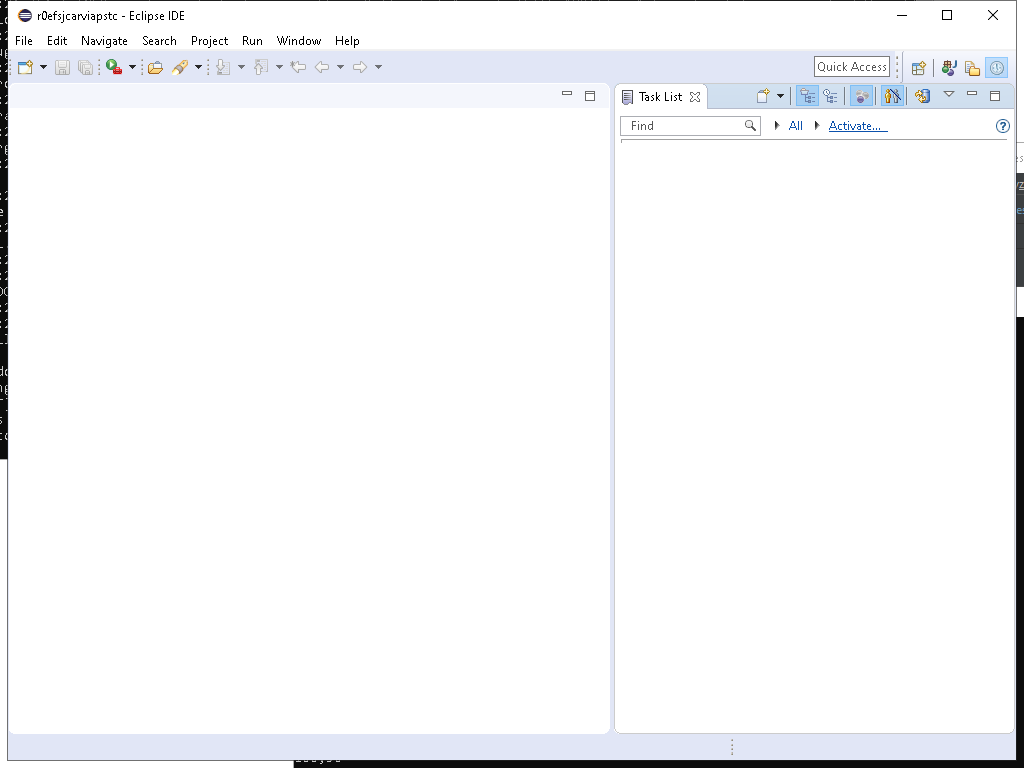 r0efsjcarviapstc - Eclipse IDE
File Edit Navigate Search Project Run Window Help
Quick Access
Task List
Find All Activate...